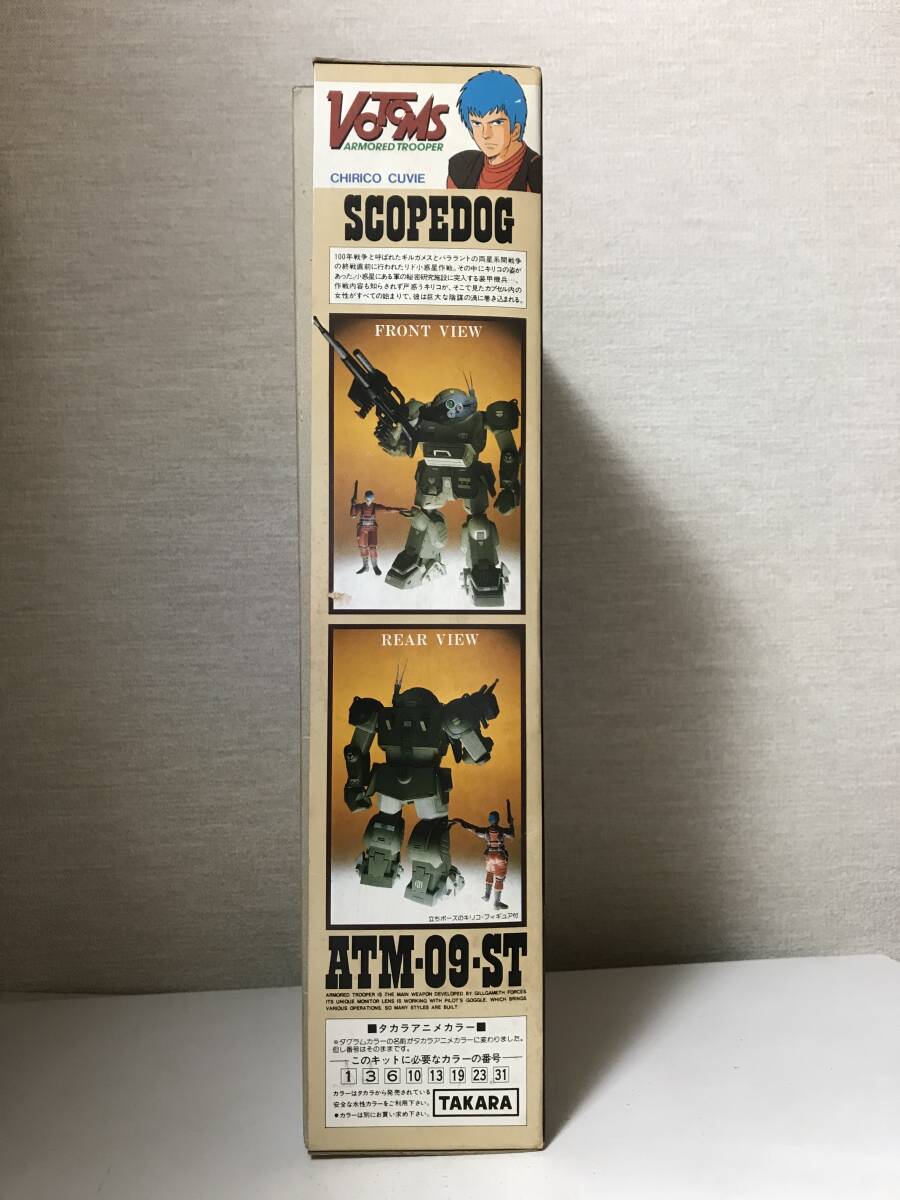 VOTOMS
ARMORED TROOPER
CHIRICO CUVIE
SCOPEDOG
100年戦争と呼ばれたギルガメスとバララントの両星系間戦争
の終戦直前に行われたリド小惑星作戦。その中にキリコの姿が
あった。小惑星にある軍の秘密研究施設に突入する装甲機兵…。
作戦内容も知らされず戸惑うキリコが、そこで見たカプセル内の
女性がすべての始まりで、彼は巨大な陰謀の渦に巻き込まれる。
FRONT VIEW
REAR VIEW
立ちポーズのキリコ・フィギュア付
ATM-09-ST
ARMORED TROOPER IS THE MAIN WEAPON DEVELOPED BY GILLGAMETH FORCES
ITS UNIQUE MONITOR LENS IS WORKING WITH PILOT'S GOGGLE, WHICH BRINGS
VARIOUS OPERATIONS, SO MANY STYLES ARE BUILT
■タカラアニメカラー■
※ダグラムカラーの名前がタカラアニメカラーに変わりました。
但し番号はそのままです。
このキットに必要なカラーの番号
1 3 6 10 13 19 23 31
カラーはタカラから発売されている
安全な水性カラーをご利用下さい。
●カラーは別にお買い求め下さい。
TAKARA